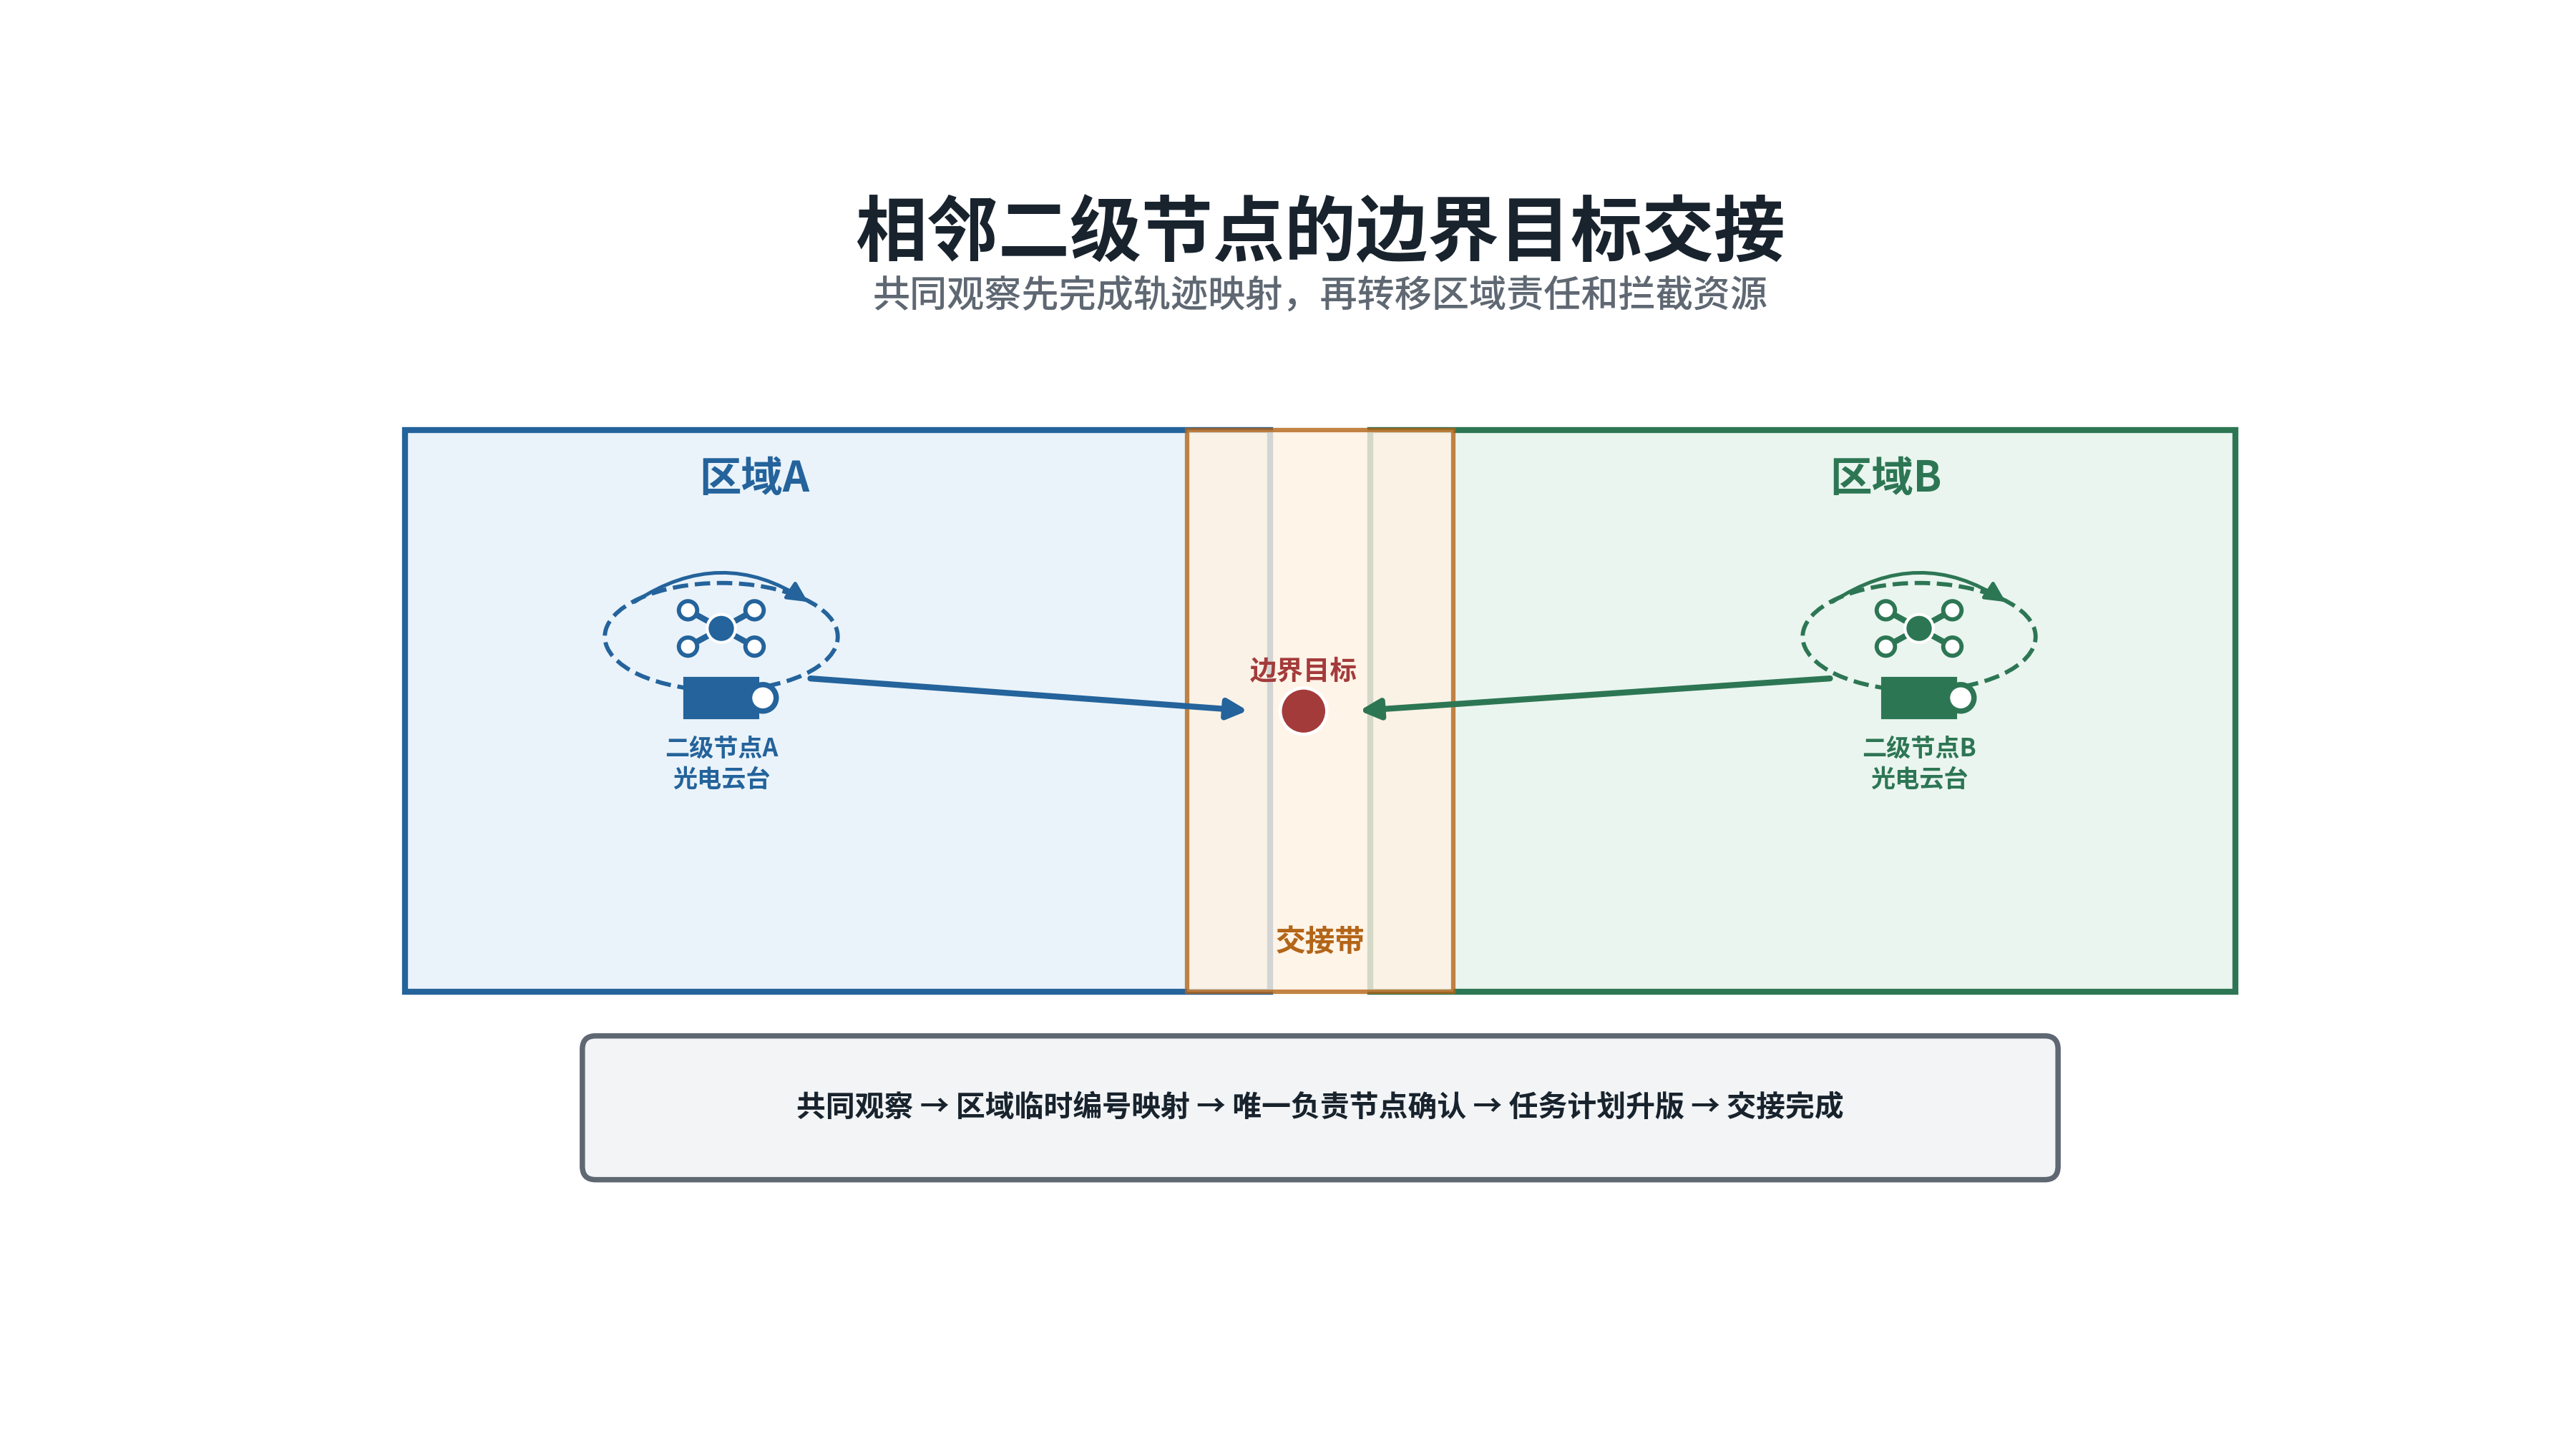 相邻二级节点的边界目标交接
共同观察先完成轨迹映射，再转移区域责任和拦截资源
区域A
区域B
边界目标
二级节点A
光电云台
二级节点B
光电云台
交接带
共同观察 → 区域临时编号映射 → 唯一负责节点确认 → 任务计划升版 → 交接完成